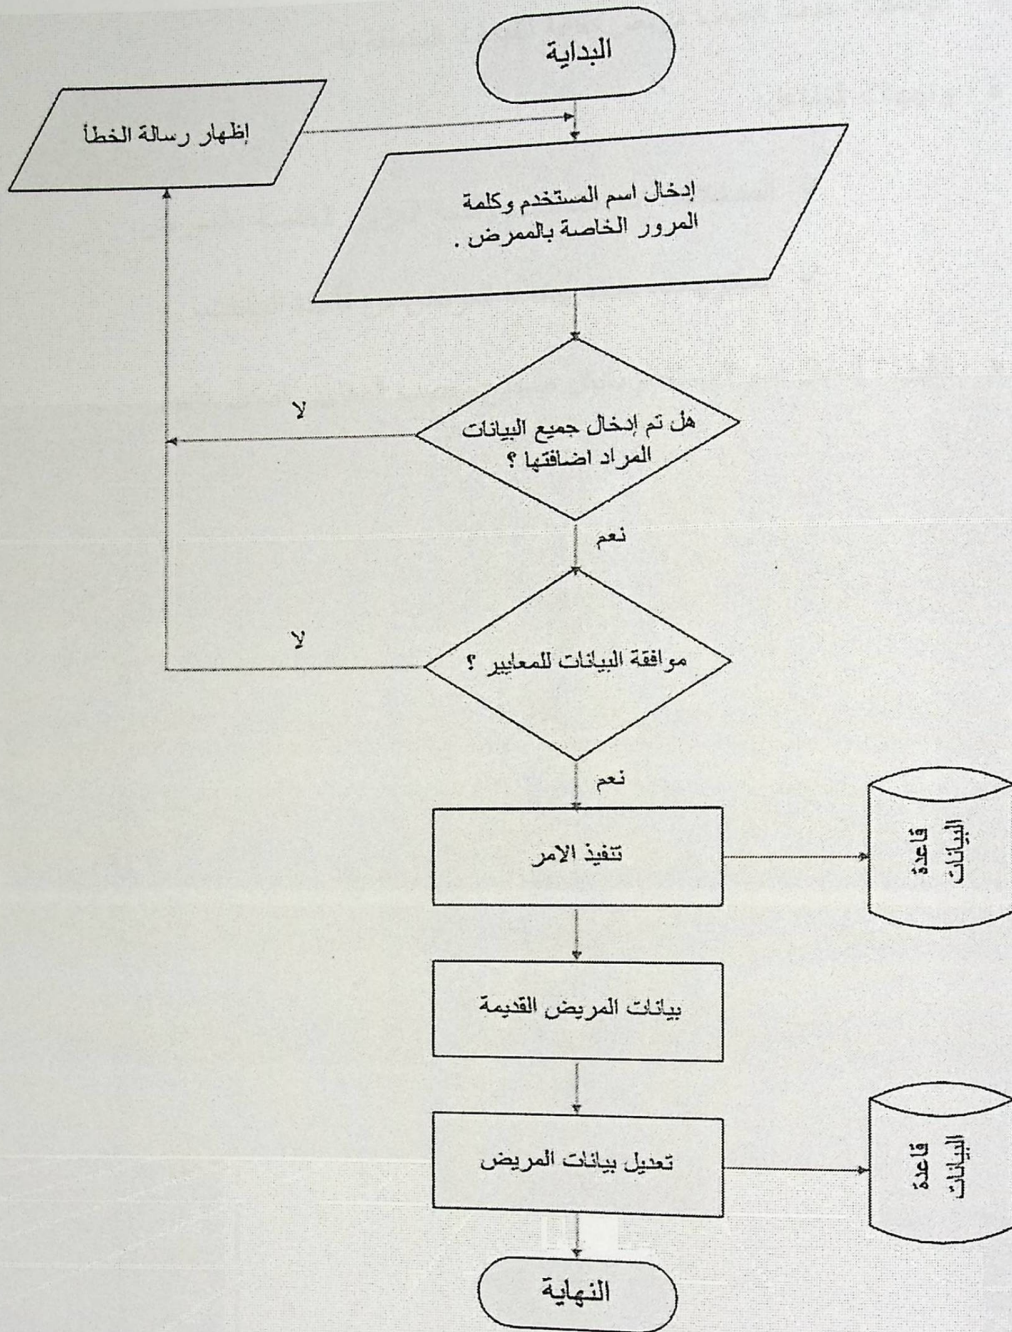 البداية
إظهار رسالة الخطأ
إدخال اسم المستخدم وكلمة
المرور الخاصة بالممرض .
هل تم إدخال جميع البيانات
المراد اضافتها ؟
لا
نعم
موافقة البيانات للمعايير ؟
لا
نعم
تنفيذ الامر
قاعدة
البيانات
بيانات المريض القديمة
تعديل بيانات المريض
قاعدة
البيانات
النهاية